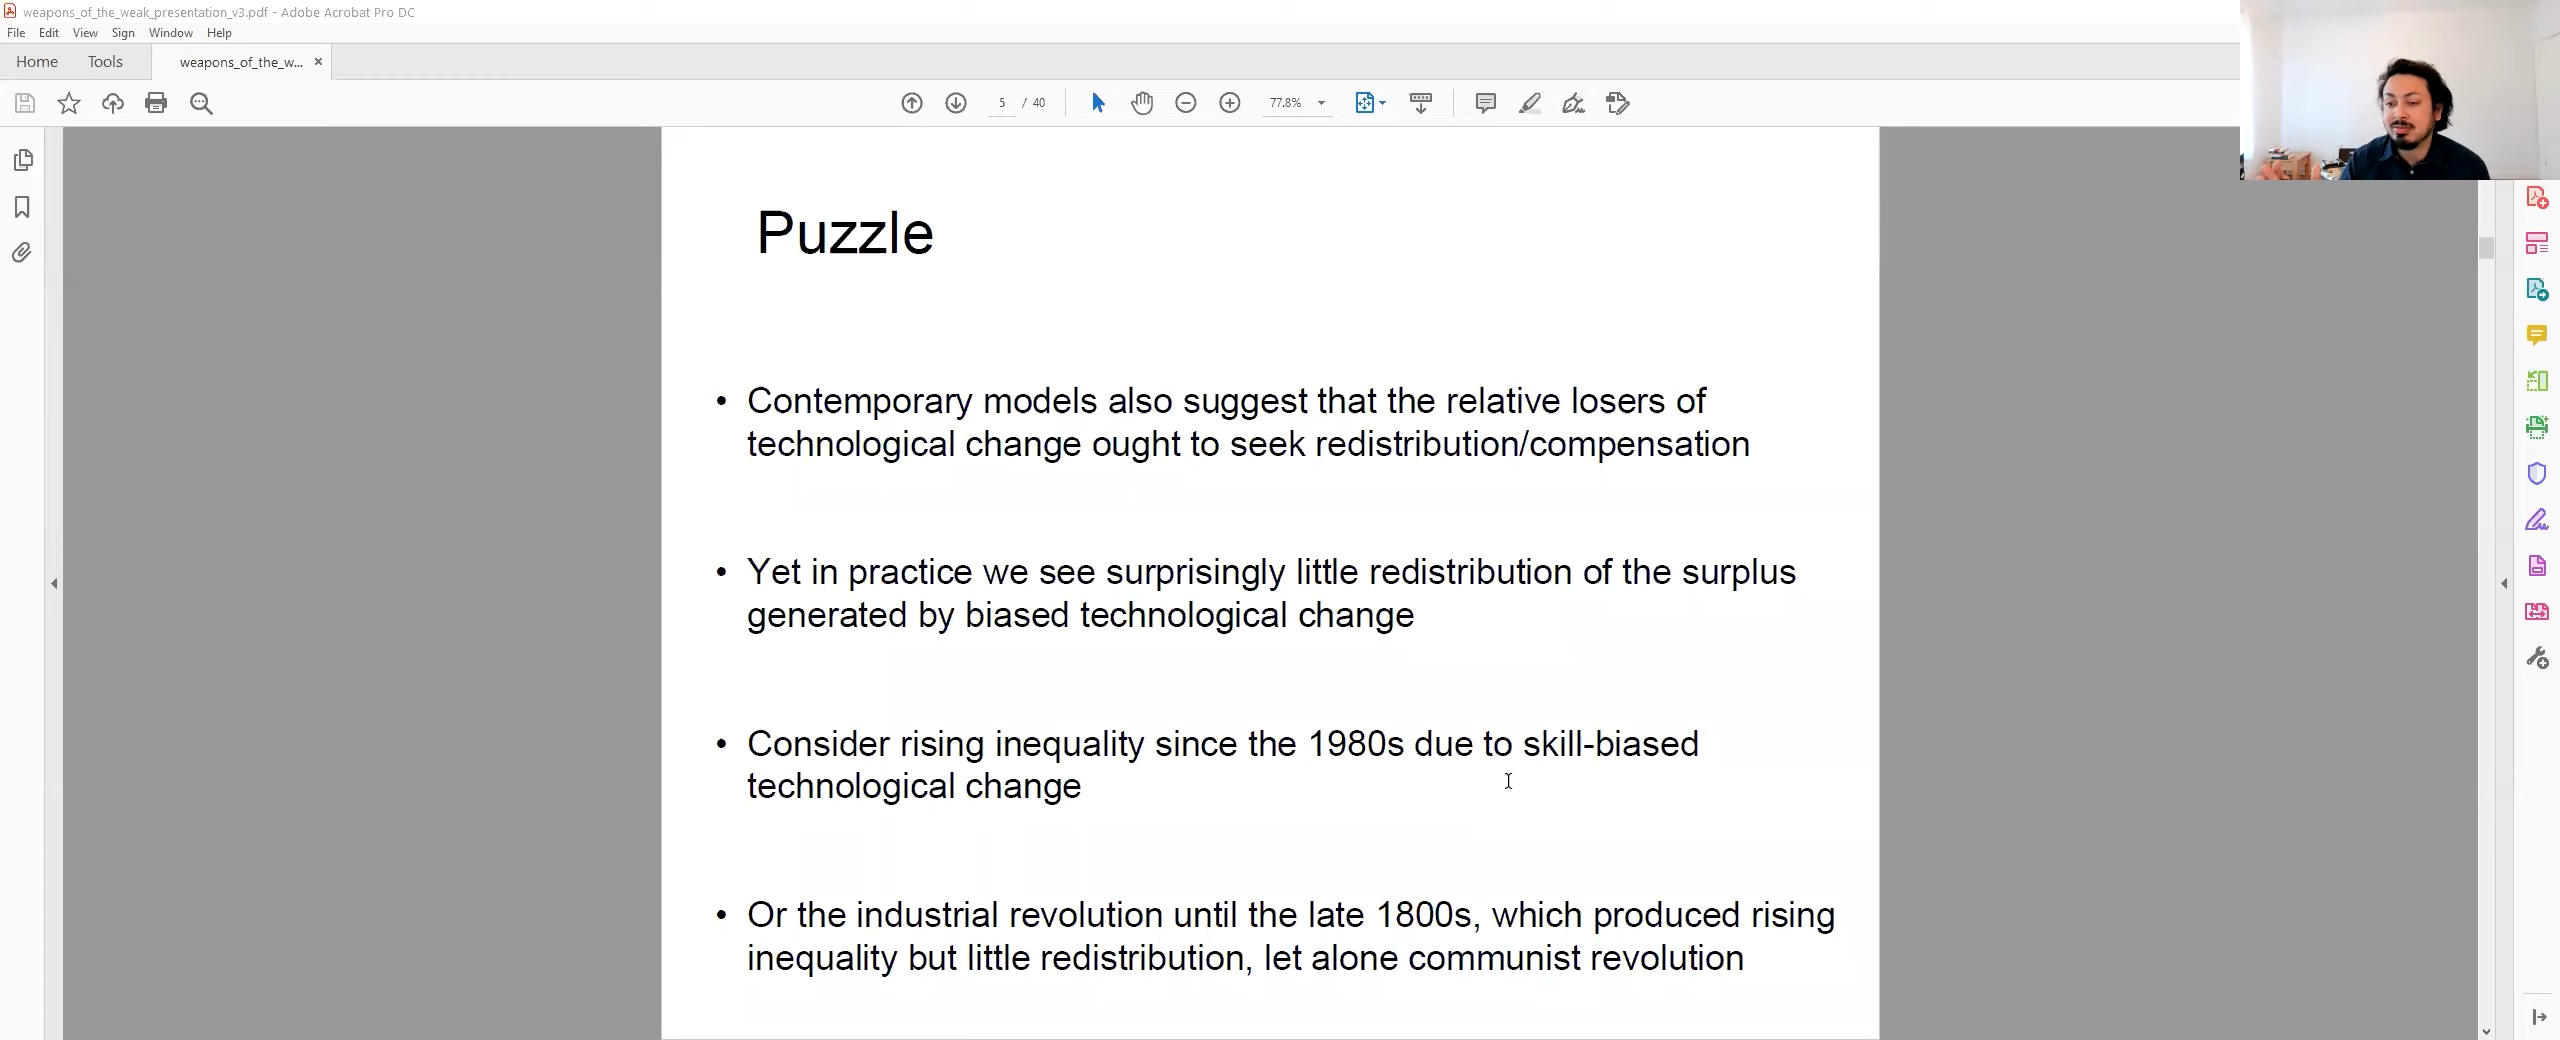 weapons_of_the_weak_presentation_v3.pdf - Adobe Acrobat Pro DC
File Edit View Sign Window Help
Home Tools weapons_of_the_w... ×
5 / 40 77.8%
Puzzle
• Contemporary models also suggest that the relative losers of
technological change ought to seek redistribution/compensation
• Yet in practice we see surprisingly little redistribution of the surplus
generated by biased technological change
• Consider rising inequality since the 1980s due to skill-biased
technological change
• Or the industrial revolution until the late 1800s, which produced rising
inequality but little redistribution, let alone communist revolution